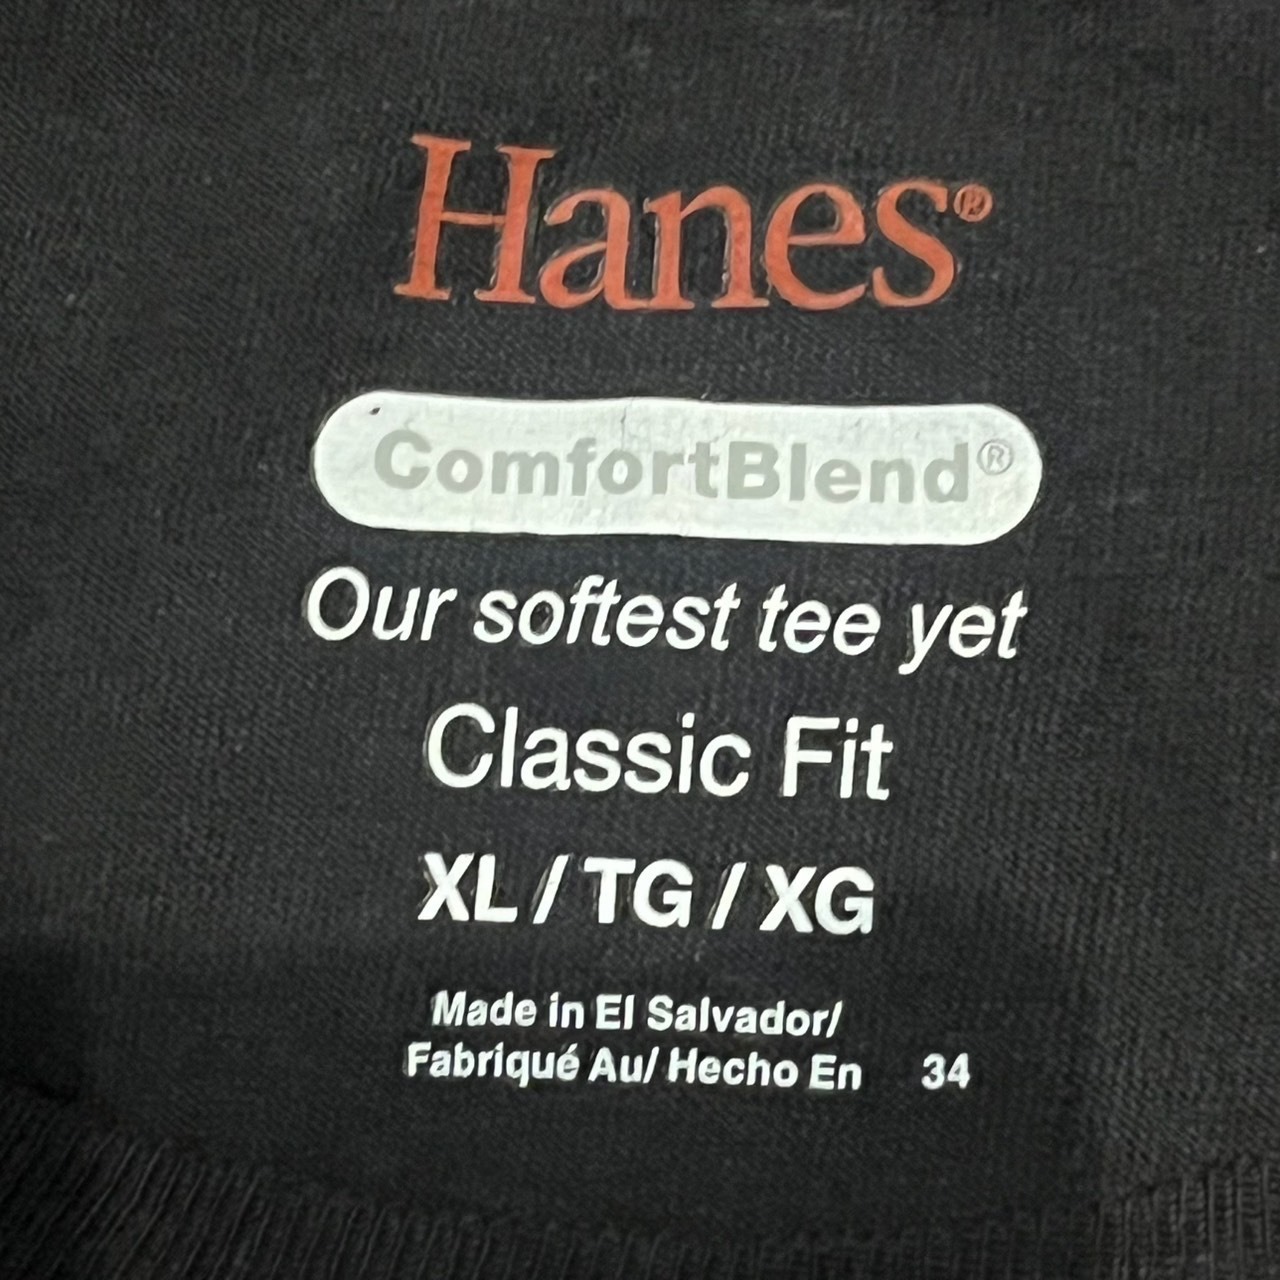 Hanes®
ComfortBlend®
Our softest tee yet
Classic Fit
XL / TG / XG
Made in El Salvador/
Fabriqué Au/ Hecho En 34